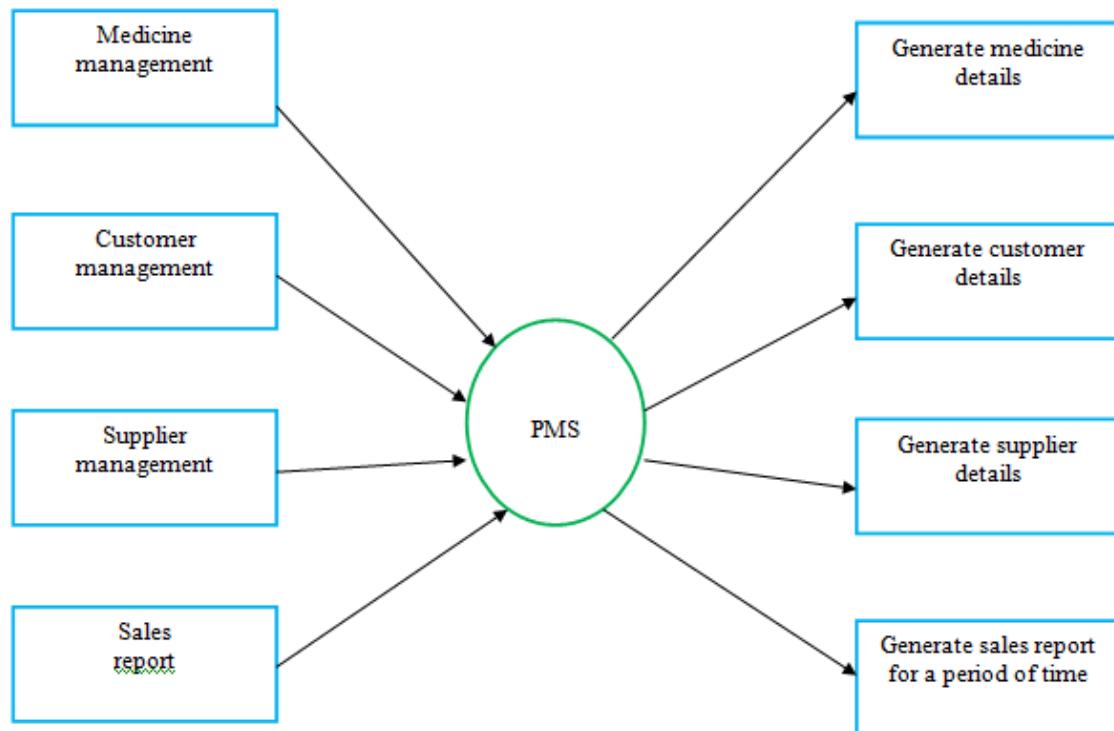 Medicine
management
Customer
management
Supplier
management
Sales
report
PMS
Generate medicine
details
Generate customer
details
Generate supplier
details
Generate sales report
for a period of time